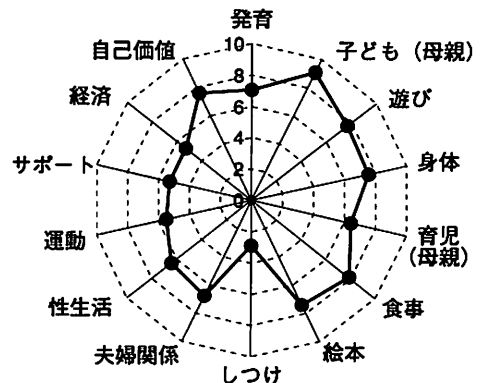 発育
子ども（母親）
遊び
身体
育児
（母親）
食事
絵本
しつけ
夫婦関係
性生活
運動
サポート
経済
自己価値
10
8
6
4
2
0